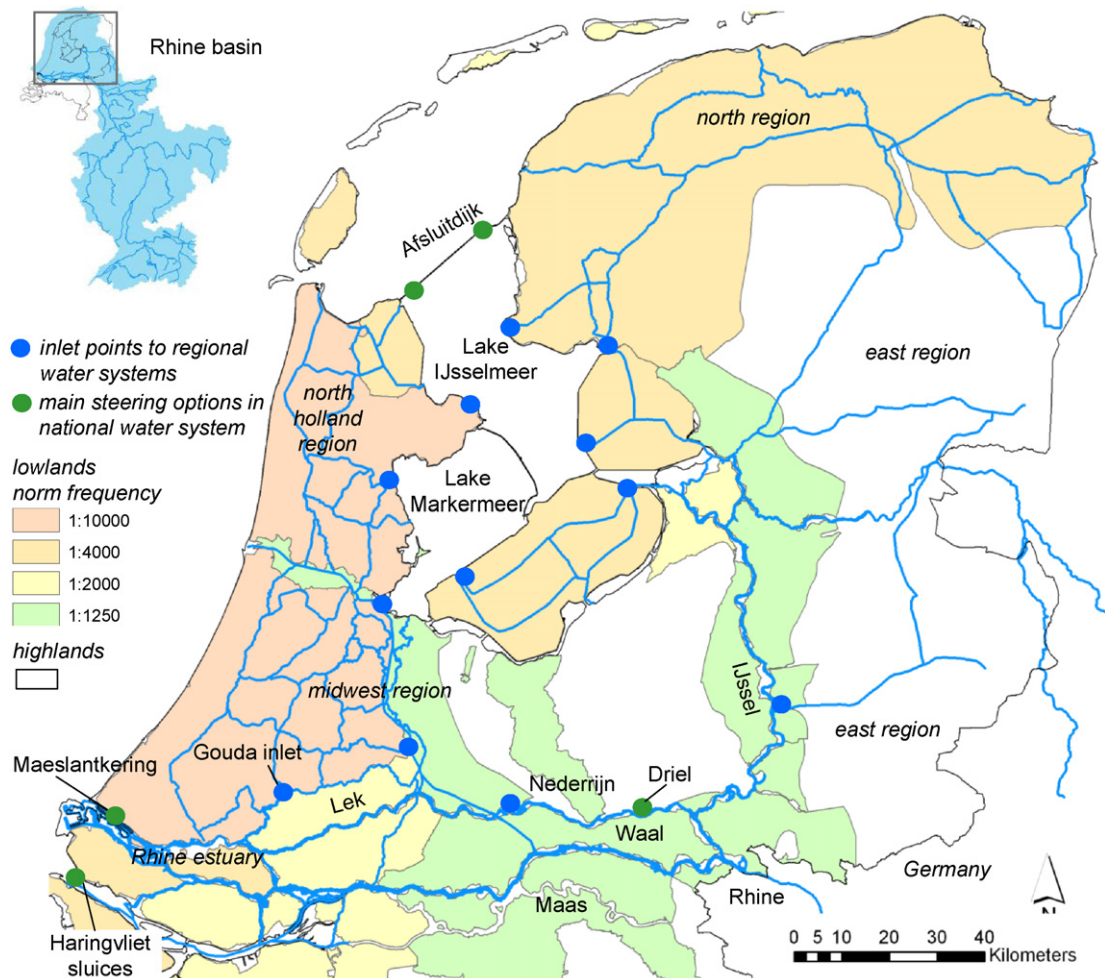 Rhine basin
north region
Afsluitdijk
inlet points to regional
water systems
main steering options in
national water system
lowlands
norm frequency
1:10000
1:4000
1:2000
1:1250
highlands
Lake
IJsselmeer
east region
north
holland
region
Lake
Markermeer
midwest region
IJssel
east region
Gouda inlet
Maeslantkering
Nederrijn
Driel
Lek
Waal
Rhine estuary
Germany
Rhine
Maas
Haringvliet
sluices
N
0 5 10 20 30 40
Kilometers